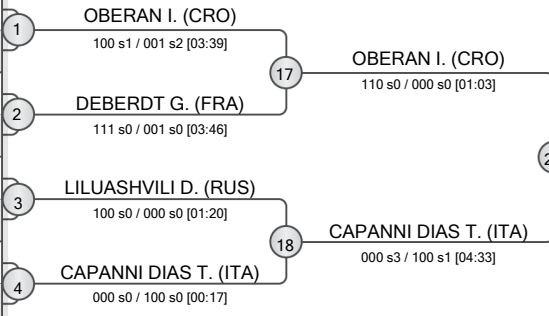 1
OBERAN I. (CRO)
100 s1 / 001 s2 [03:39]
17
OBERAN I. (CRO)
110 s0 / 000 s0 [01:03]
2
DEBERDT G. (FRA)
111 s0 / 001 s0 [03:46]
3
LILUASHVILI D. (RUS)
100 s0 / 000 s0 [01:20]
18
CAPANNI DIAS T. (ITA)
000 s3 / 100 s1 [04:33]
4
CAPANNI DIAS T. (ITA)
000 s0 / 100 s0 [00:17]